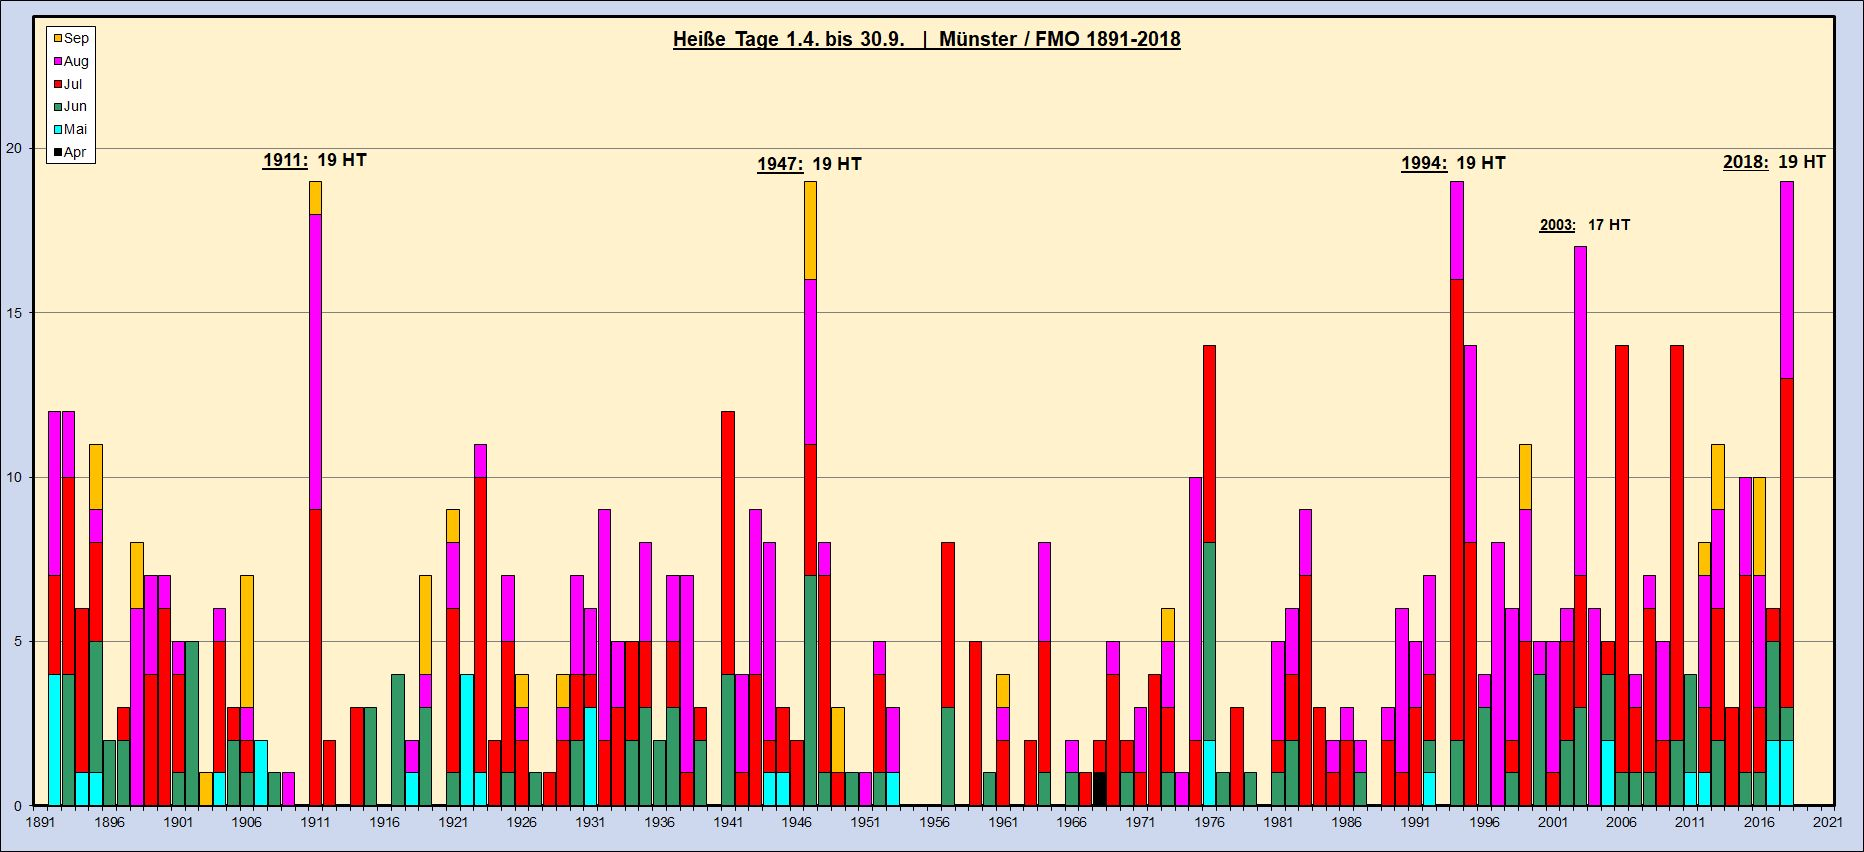 Heiße Tage 1.4. bis 30.9. | Münster / FMO 1891-2018
Sep
Aug
Jul
Jun
Mai
Apr
1911: 19 HT
1947: 19 HT
1994: 19 HT
2018: 19 HT
2003: 17 HT
20
15
10
5
0
1891 1896 1901 1906 1911 1916 1921 1926 1931 1936 1941 1946 1951 1956 1961 1966 1971 1976 1981 1986 1991 1996 2001 2006 2011 2016 2021